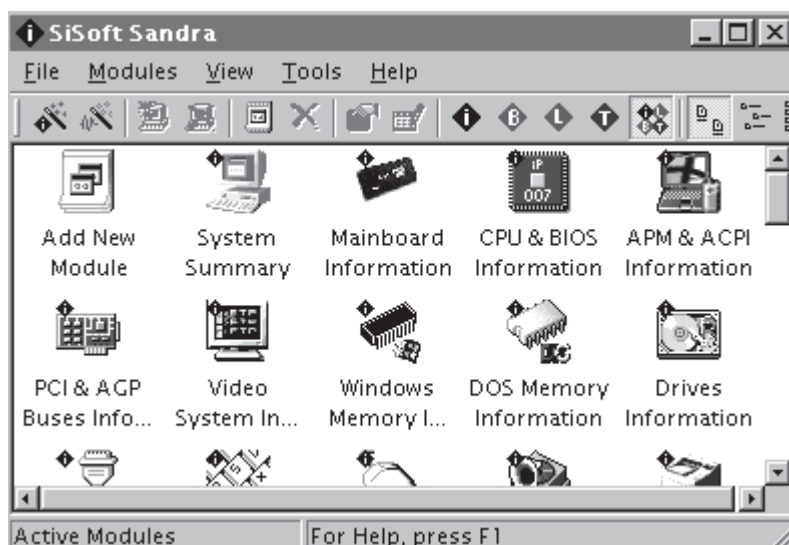 SiSoft Sandra
File Modules View Tools Help
i B L T
Add New Module
System Summary
Mainboard Information
iP 007
CPU & BIOS Information
APM & ACPI Information
PCI & AGP Buses Info...
Video System In...
Windows Memory I...
DOS Memory Information
Drives Information
Active Modules
For Help, press F1